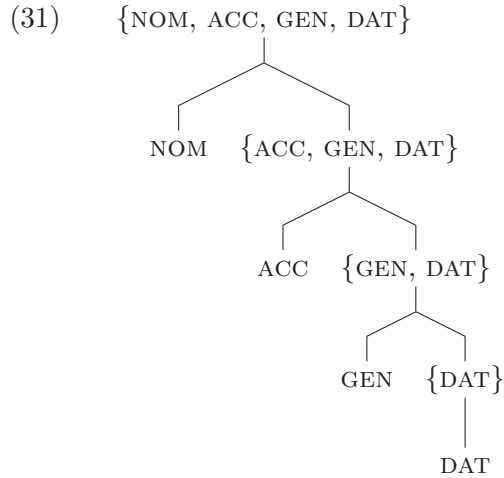 (31) {NOM, ACC, GEN, DAT}
NOM {ACC, GEN, DAT}
ACC {GEN, DAT}
GEN {DAT}
DAT